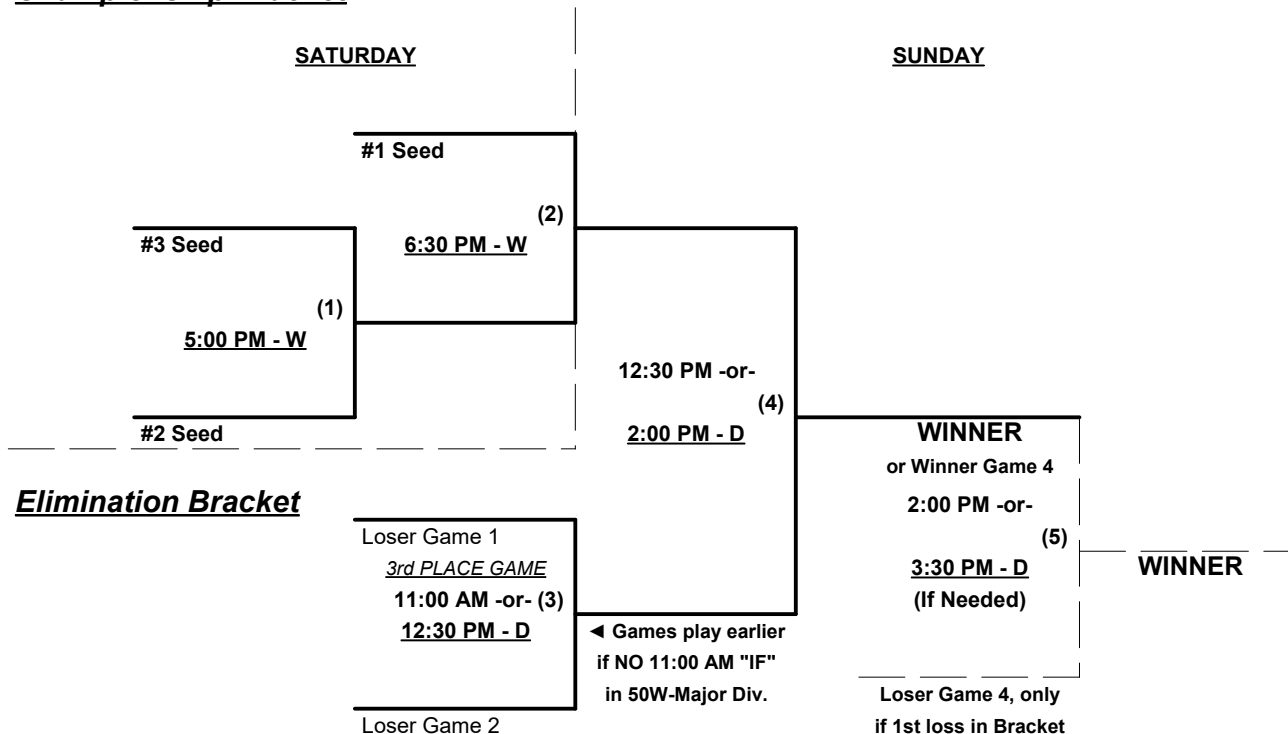 SATURDAY
SUNDAY
#1 Seed
(2)
6:30 PM - W
#3 Seed
(1)
5:00 PM - W
#2 Seed
12:30 PM -or-
(4)
2:00 PM - D
WINNER
or Winner Game 4
2:00 PM -or-
(5)
3:30 PM - D
(If Needed)
WINNER
Loser Game 4, only
if 1st loss in Bracket
Elimination Bracket
Loser Game 1
3rd PLACE GAME
11:00 AM -or- (3)
12:30 PM - D
◄ Games play earlier
if NO 11:00 AM "IF"
in 50W-Major Div.
Loser Game 2